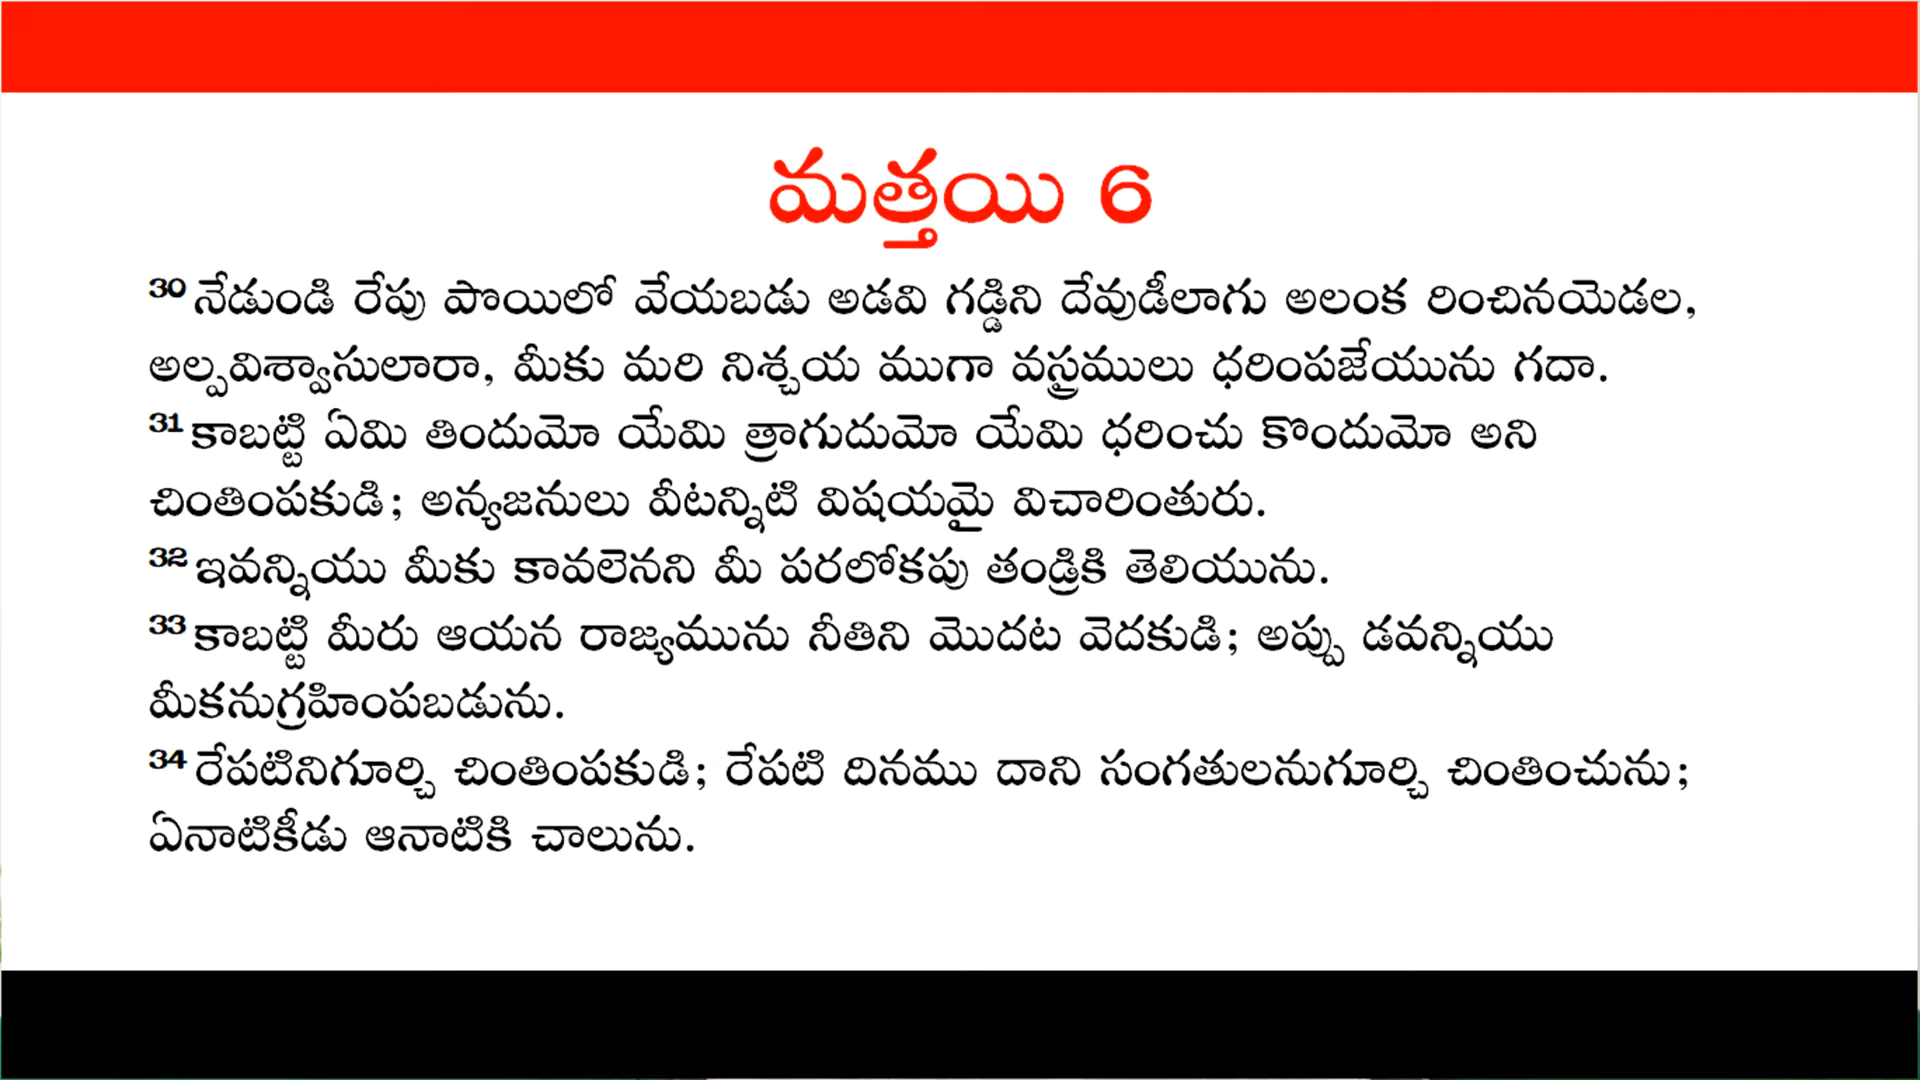 మత్తయి 6
30 నేడుండి రేపు పొయిలో వేయబడు అడవి గడ్డిని దేవుడీలాగు అలంక రించినయెడల,
అల్పవిశ్వాసులారా, మీకు మరి నిశ్చయ ముగా వస్త్రములు ధరింపజేయును గదా.
31 కాబట్టి ఏమి తిందుమో యేమి త్రాగుదుమో యేమి ధరించు కొందుమో అని
చింతింపకుడి; అన్యజనులు వీటన్నిటి విషయమై విచారింతురు.
32 ఇవన్నియు మీకు కావలెనని మీ పరలోకపు తండ్రికి తెలియును.
33 కాబట్టి మీరు ఆయన రాజ్యమును నీతిని మొదట వెదకుడి; అప్పు డవన్నియు
మీకనుగ్రహింపబడును.
34 రేపటినిగూర్చి చింతింపకుడి; రేపటి దినము దాని సంగతులనుగూర్చి చింతించును;
ఏనాటికీడు ఆనాటికి చాలును.